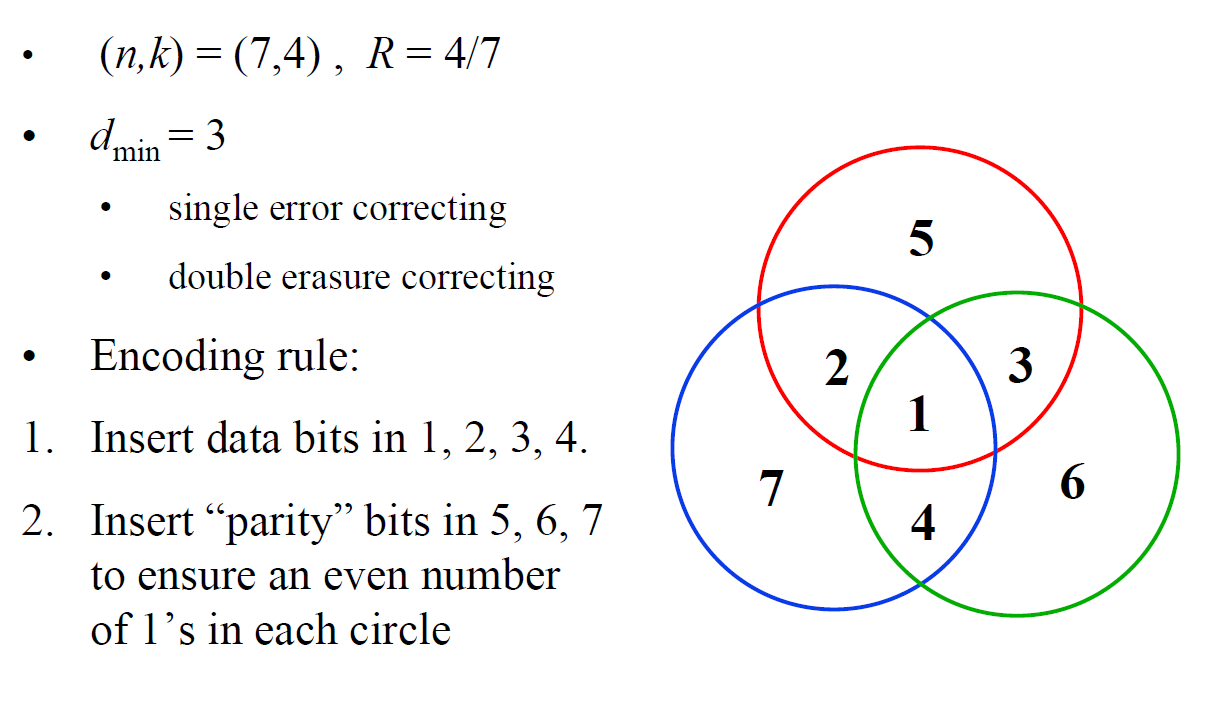 • (n,k) = (7,4) , R = 4/7
• dmin = 3
• single error correcting
• double erasure correcting
• Encoding rule:
1. Insert data bits in 1, 2, 3, 4.
2. Insert “parity” bits in 5, 6, 7
to ensure an even number
of 1’s in each circle
5
2
3
1
7
6
4